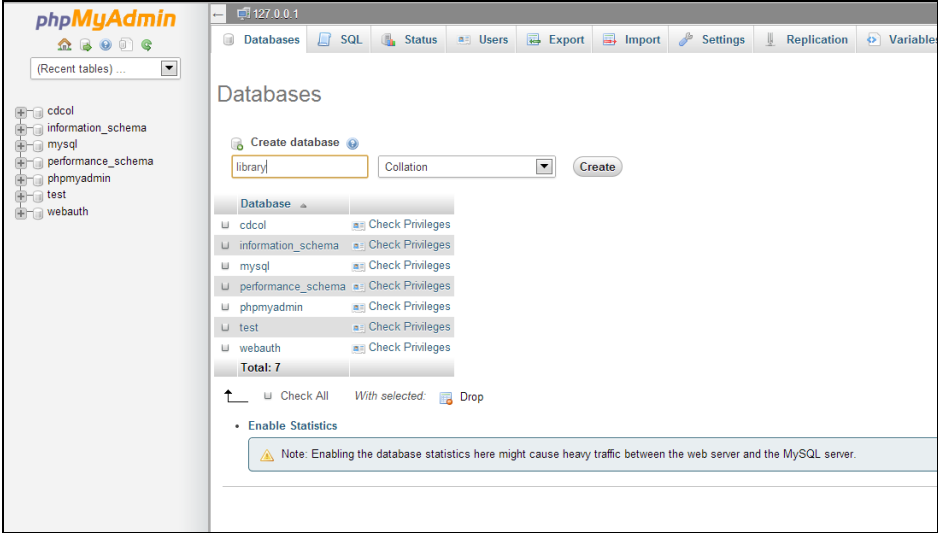 phpMyAdmin
(Recent tables) ...
cdcol
information_schema
mysql
performance_schema
phpmyadmin
test
webauth
127.0.0.1
Databases SQL Status Users Export Import Settings Replication Variables
Databases
Create database
library Collation Create
Database
cdcol Check Privileges
information_schema Check Privileges
mysql Check Privileges
performance_schema Check Privileges
phpmyadmin Check Privileges
test Check Privileges
webauth Check Privileges
Total: 7
Check All With selected: Drop
• Enable Statistics
Note: Enabling the database statistics here might cause heavy traffic between the web server and the MySQL server.